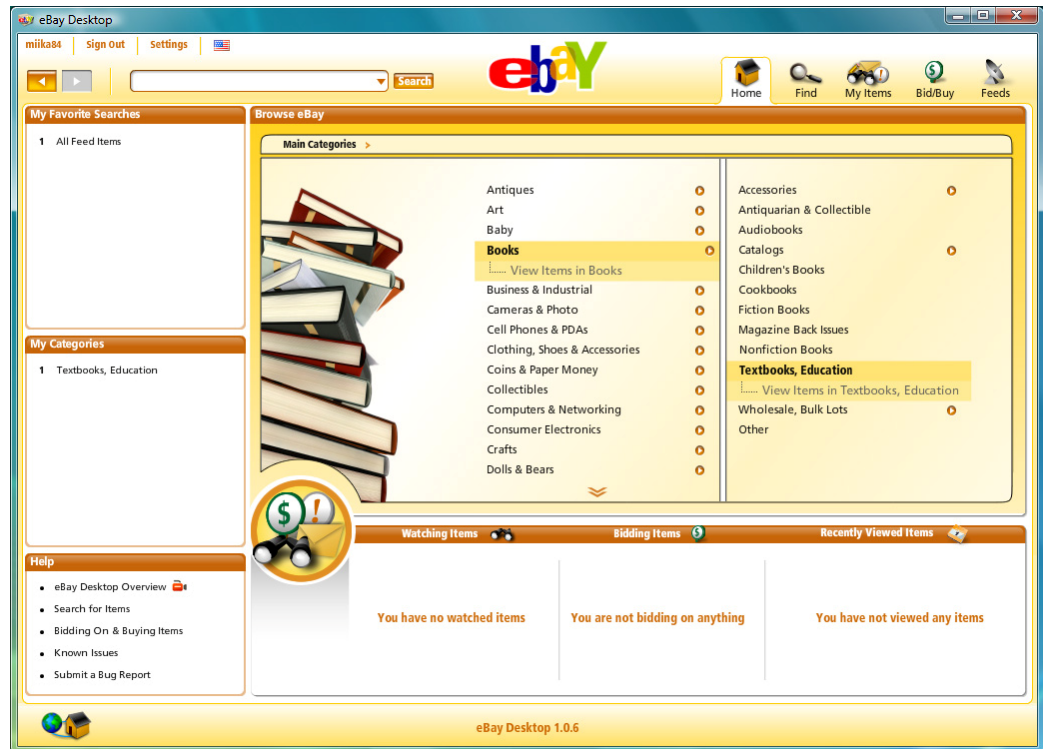 eBay Desktop
miika84 Sign Out Settings
Search
ebY
Home Find My Items Bid/Buy Feeds
My Favorite Searches
1 All Feed Items
My Categories
1 Textbooks, Education
Help
eBay Desktop Overview
Search for Items
Bidding On & Buying Items
Known Issues
Submit a Bug Report
Browse eBay
Main Categories >
Antiques
Art
Baby
Books
View Items in Books
Business & Industrial
Cameras & Photo
Cell Phones & PDAs
Clothing, Shoes & Accessories
Coins & Paper Money
Collectibles
Computers & Networking
Consumer Electronics
Crafts
Dolls & Bears
Accessories
Antiquarian & Collectible
Audiobooks
Catalogs
Children's Books
Cookbooks
Fiction Books
Magazine Back Issues
Nonfiction Books
Textbooks, Education
View Items in Textbooks, Education
Wholesale, Bulk Lots
Other
$ !
Watching Items Bidding Items $ Recently Viewed Items
You have no watched items
You are not bidding on anything
You have not viewed any items
eBay Desktop 1.0.6